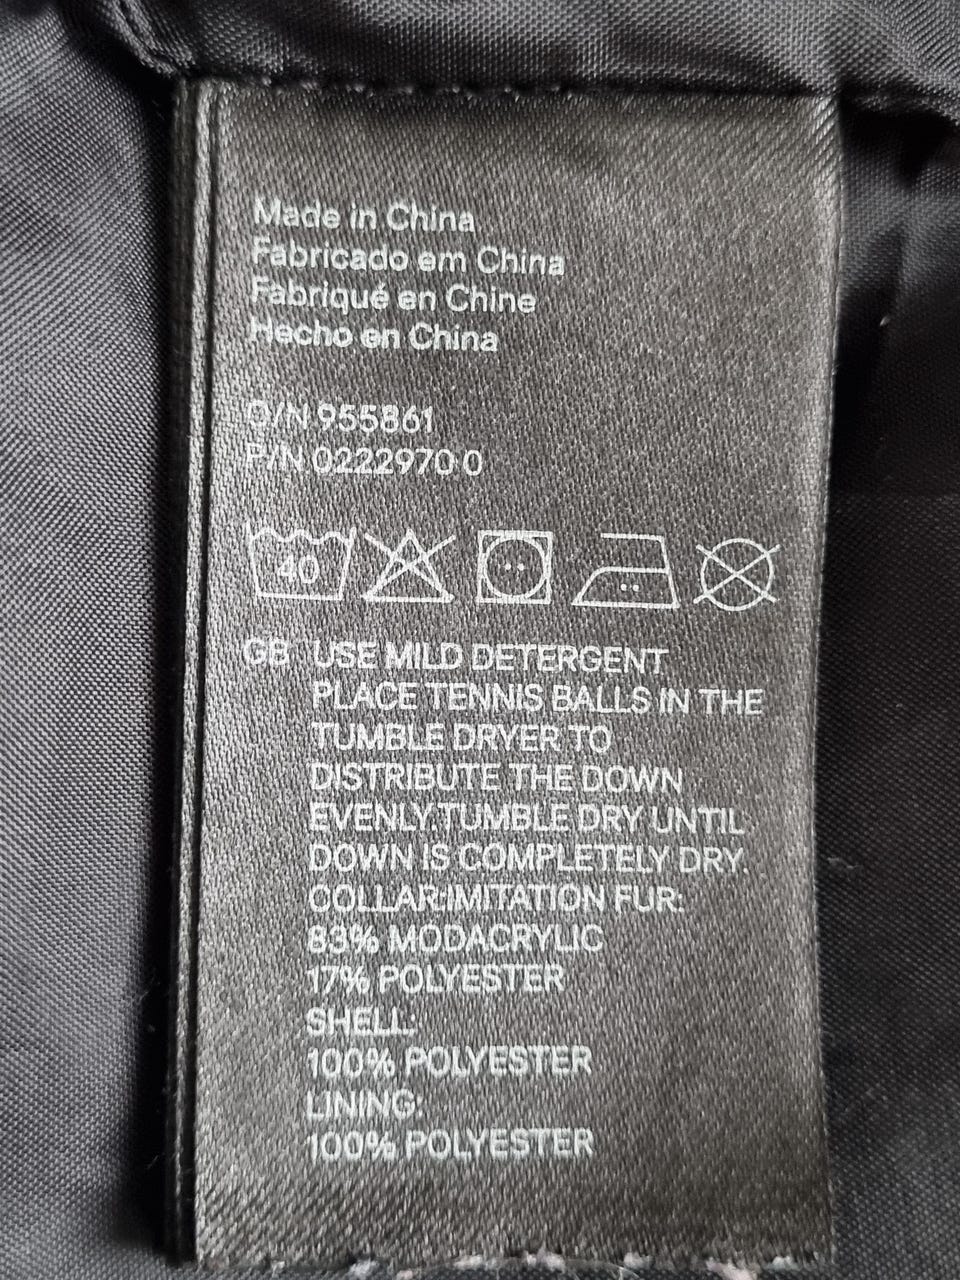 Made in China
Fabricado em China
Fabriqué en Chine
Hecho en China
O/N 955861
P/N 0222970 0
40
GB USE MILD DETERGENT
PLACE TENNIS BALLS IN THE
TUMBLE DRYER TO
DISTRIBUTE THE DOWN
EVENLY.TUMBLE DRY UNTIL
DOWN IS COMPLETELY DRY.
COLLAR:IMITATION FUR:
83% MODACRYLIC
17% POLYESTER
SHELL:
100% POLYESTER
LINING:
100% POLYESTER